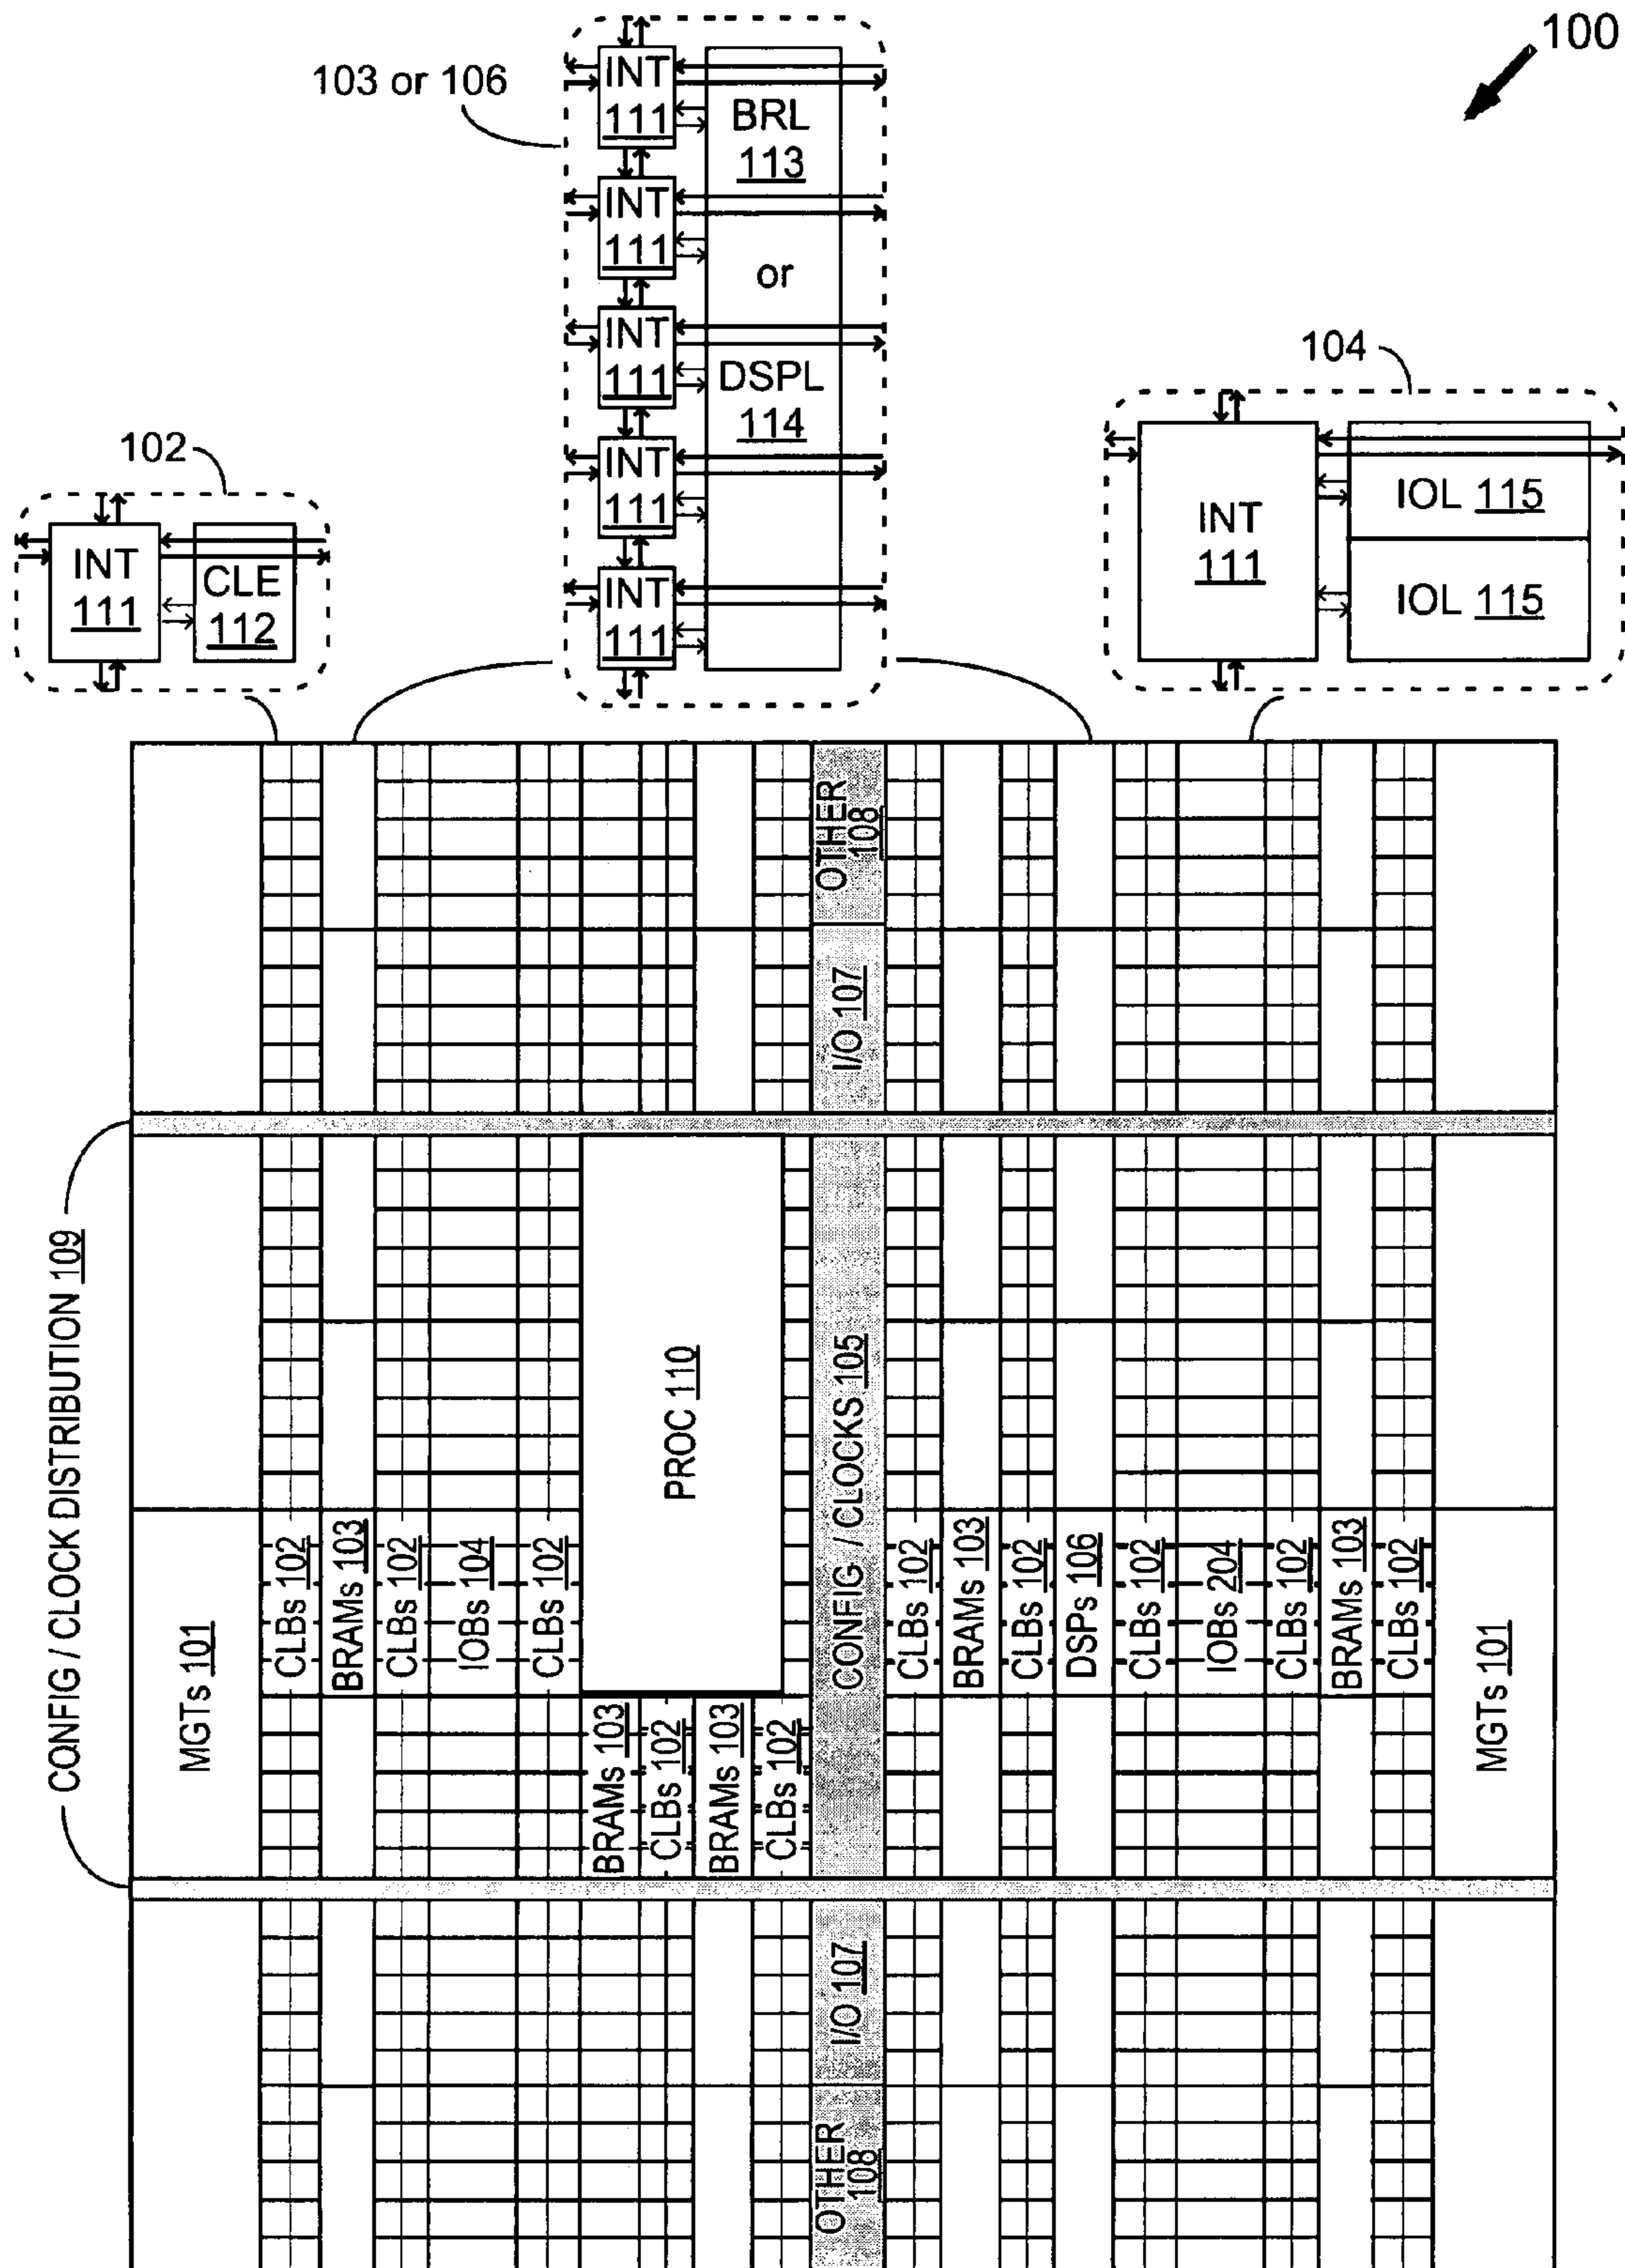 100
103 or 106
INT
111
INT
111
INT
111
INT
111
INT
111
BRL
113
or
DSPL
114
104
INT
111
IOL 115
IOL 115
102
INT
111
CLE
112
OTHER
108
I/O 107
CONFIG / CLOCK DISTRIBUTION 109
PROC 110
CONFIG / CLOCKS 105
MGTs 101
CLBs 102
BRAMs 103
CLBs 102
IOBs 104
CLBs 102
BRAMs 103
CLBs 102
BRAMs 103
CLBs 102
CLBs 102
BRAMs 103
CLBs 102
DSPs 106
CLBs 102
IOBs 204
CLBs 102
BRAMs 103
CLBs 102
MGTs 101
I/O 107
OTHER
108